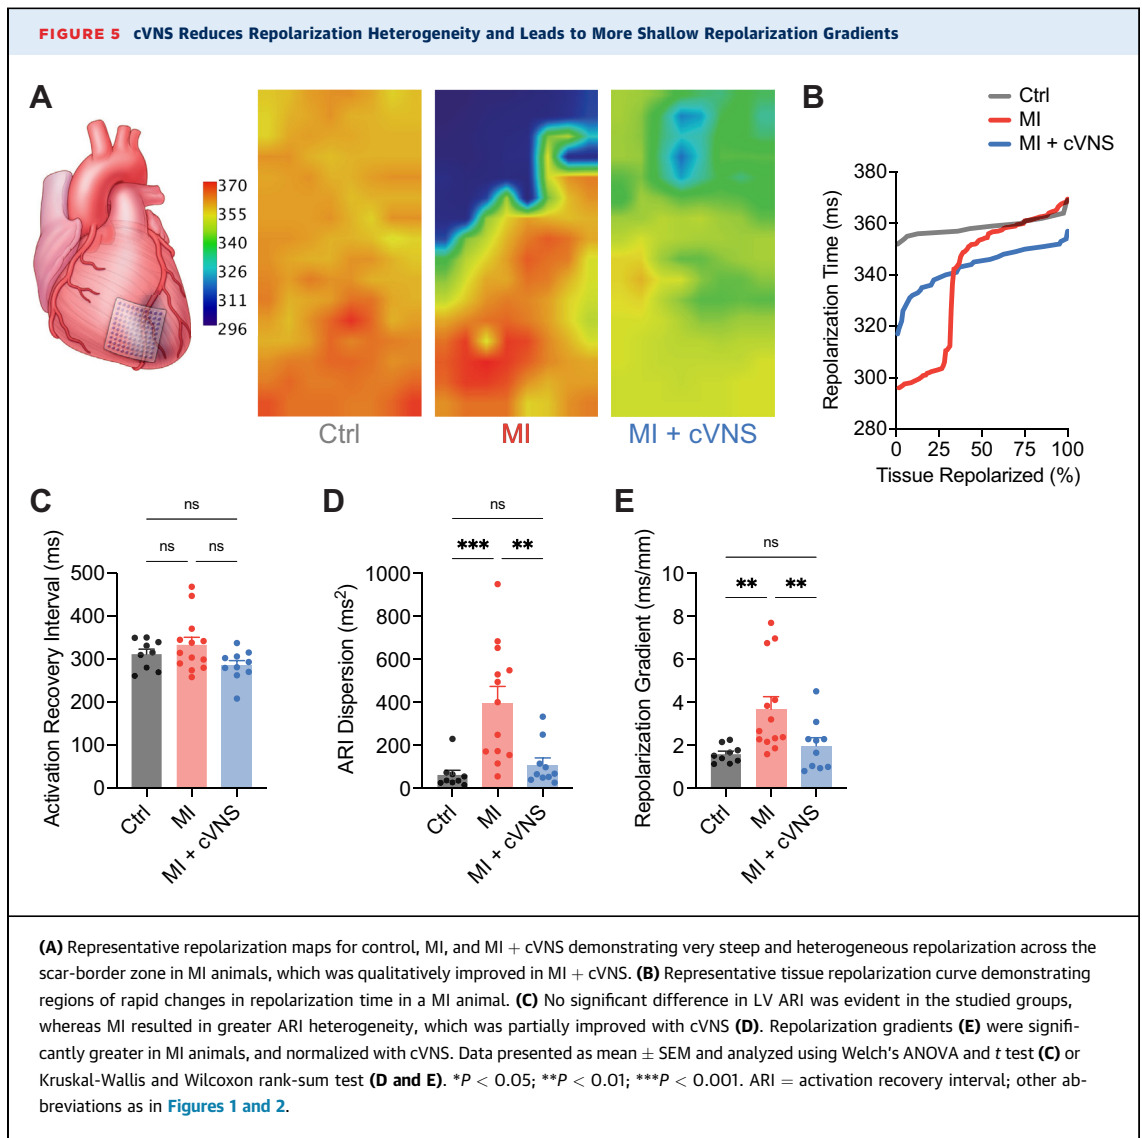 FIGURE 5 cVNS Reduces Repolarization Heterogeneity and Leads to More Shallow Repolarization Gradients
A
370
355
340
326
311
296
Ctrl
MI
MI + cVNS
B
Ctrl
MI
MI + cVNS
Repolarization Time (ms)
380
360
340
320
300
280
0 25 50 75 100
Tissue Repolarized (%)
C
ns
ns ns
Activation Recovery Interval (ms)
500
400
300
200
100
0
Ctrl
MI
MI + cVNS
D
ns
*** **
ARI Dispersion (ms²)
1000
800
600
400
200
0
Ctrl
MI
MI + cVNS
E
ns
** **
Repolarization Gradient (ms/mm)
10
8
6
4
2
0
Ctrl
MI
MI + cVNS
(A) Representative repolarization maps for control, MI, and MI + cVNS demonstrating very steep and heterogeneous repolarization across the
scar-border zone in MI animals, which was qualitatively improved in MI + cVNS. (B) Representative tissue repolarization curve demonstrating
regions of rapid changes in repolarization time in a MI animal. (C) No significant difference in LV ARI was evident in the studied groups,
whereas MI resulted in greater ARI heterogeneity, which was partially improved with cVNS (D). Repolarization gradients (E) were signifi-
cantly greater in MI animals, and normalized with cVNS. Data presented as mean ± SEM and analyzed using Welch's ANOVA and t test (C) or
Kruskal-Wallis and Wilcoxon rank-sum test (D and E). *P < 0.05; **P < 0.01; ***P < 0.001. ARI = activation recovery interval; other ab-
breviations as in Figures 1 and 2.